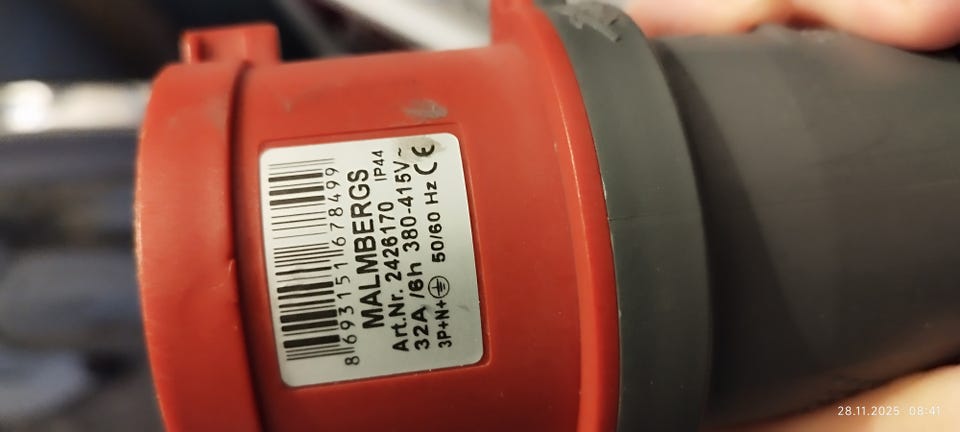 8693151678499
MALMBERGS
Art.Nr. 2426170 IP44
32A /6h 380-415V~
3P+N+ 50/60 Hz CE
28.11.2025 08:41